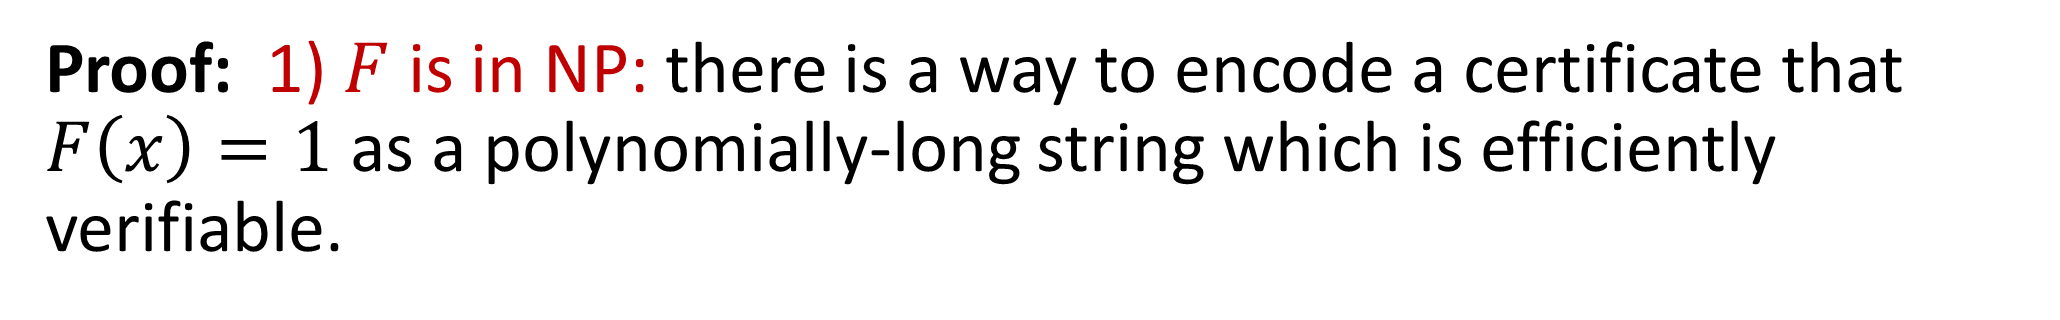 Proof: 1) F is in NP: there is a way to encode a certificate that
F(x) = 1 as a polynomially-long string which is efficiently
verifiable.